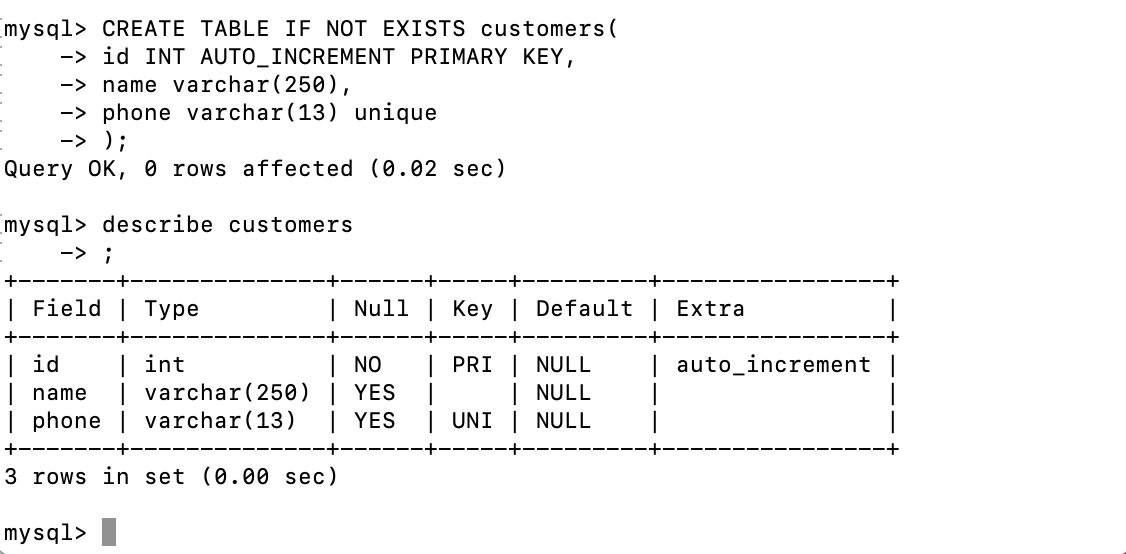 mysql> CREATE TABLE IF NOT EXISTS customers(
    -> id INT AUTO_INCREMENT PRIMARY KEY,
    -> name varchar(250),
    -> phone varchar(13) unique
    -> );
Query OK, 0 rows affected (0.02 sec)

mysql> describe customers
    -> ;
+-------+--------------+------+-----+---------+----------------+
| Field | Type         | Null | Key | Default | Extra          |
+-------+--------------+------+-----+---------+----------------+
| id    | int          | NO   | PRI | NULL    | auto_increment |
| name  | varchar(250) | YES  |     | NULL    |                |
| phone | varchar(13)  | YES  | UNI | NULL    |                |
+-------+--------------+------+-----+---------+----------------+
3 rows in set (0.00 sec)

mysql>